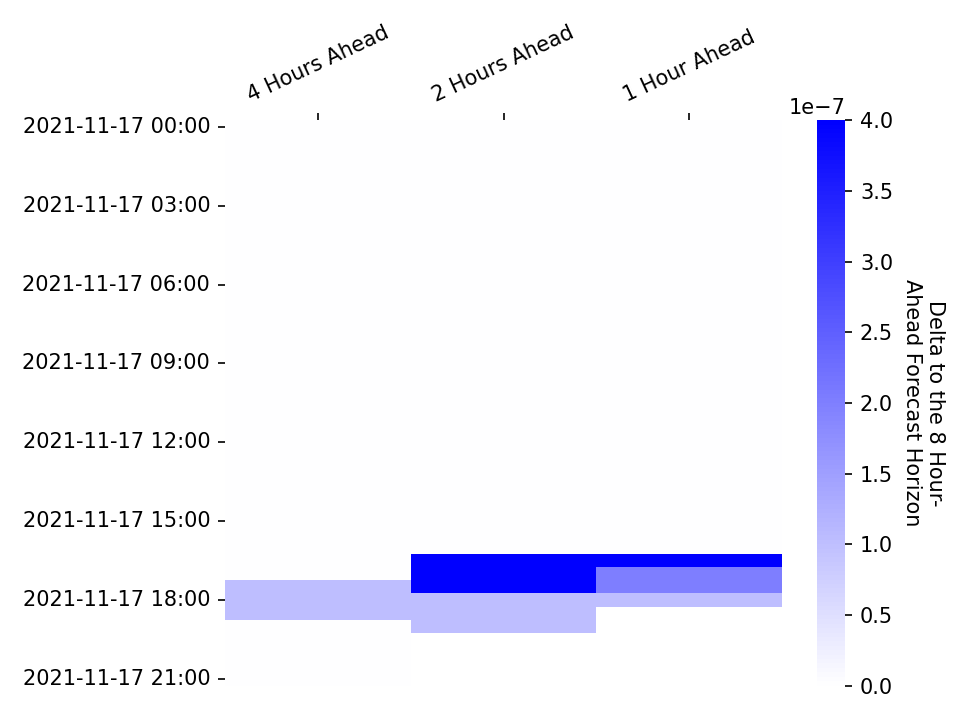 4 Hours Ahead
2 Hours Ahead
1 Hour Ahead
1e−7
2021-11-17 00:00
2021-11-17 03:00
2021-11-17 06:00
2021-11-17 09:00
2021-11-17 12:00
2021-11-17 15:00
2021-11-17 18:00
2021-11-17 21:00
4.0
3.5
3.0
2.5
2.0
1.5
1.0
0.5
0.0
Delta to the 8 Hour-
Ahead Forecast Horizon